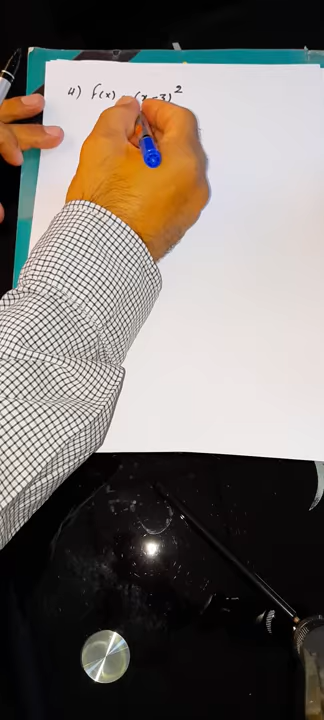 4) f(x) = (x-3)²